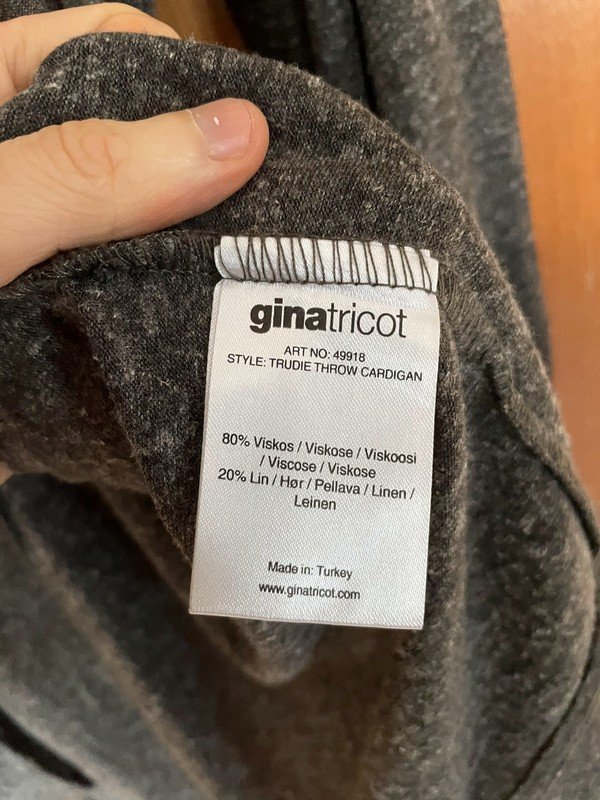 ginatricot
ART NO: 49918
STYLE: TRUDIE THROW CARDIGAN
80% Viskos / Viskose / Viskoosi
/ Viscose / Viskose
20% Lin / Hør / Pellava / Linen /
Leinen
Made in: Turkey
www.ginatricot.com